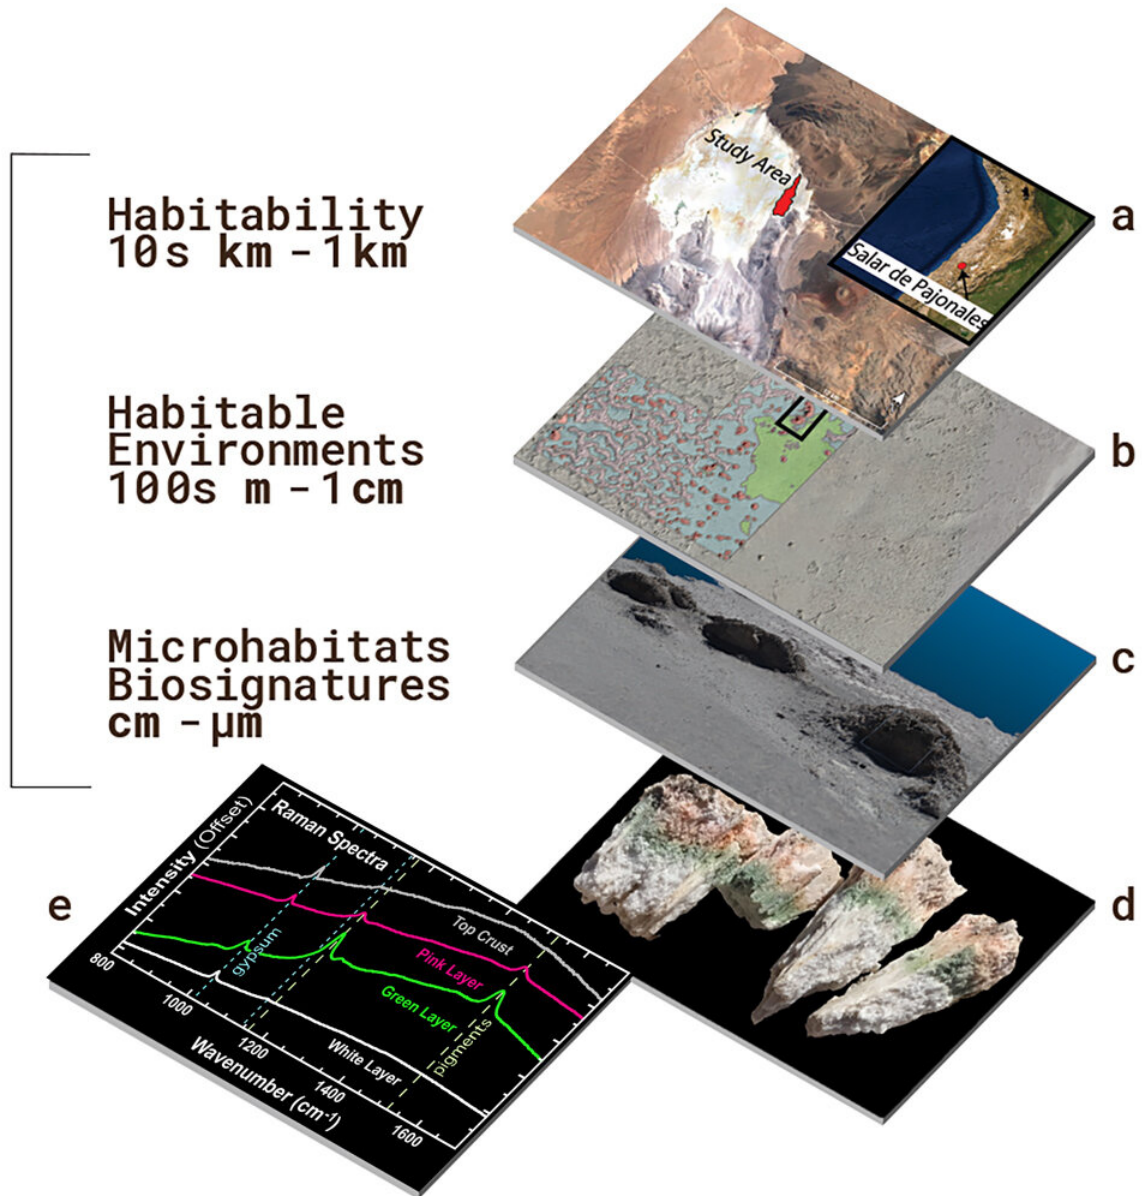 Study Area
Salar de Pajonales
a
Habitability
10s km - 1km
Habitable
Environments
100s m - 1cm
b
Microhabitats
Biosignatures
cm - µm
c
d
e
Raman Spectra
Intensity (Offset)
Top Crust
Pink Layer
Green Layer
White Layer
gypsum
pigments
800
1000
1200
1400
1600
Wavenumber (cm⁻¹)